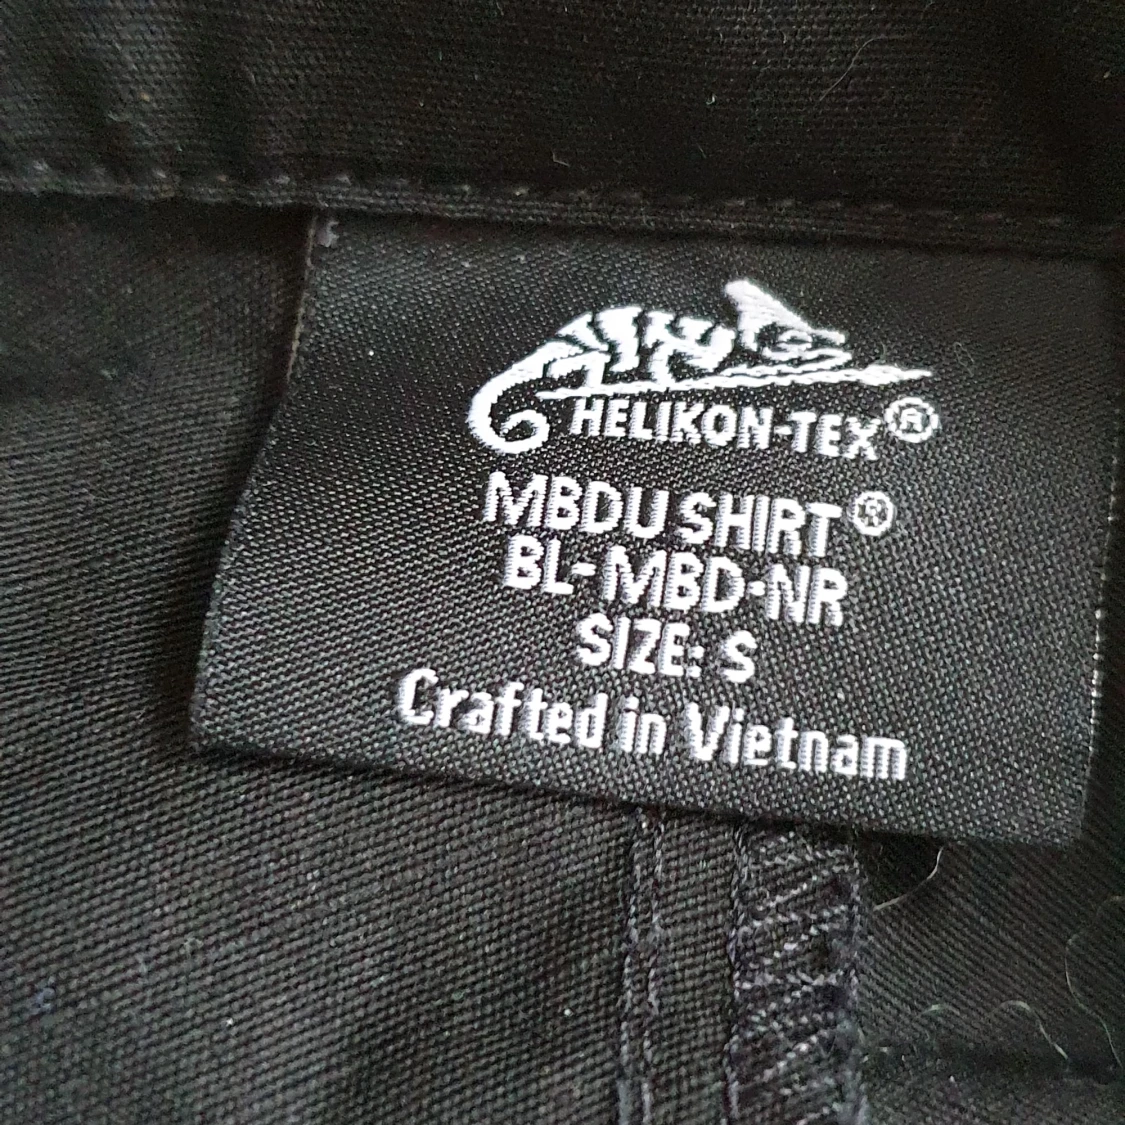 HELIKON-TEX®
MBDU SHIRT®
BL-MBD-NR
SIZE: S
Crafted in Vietnam